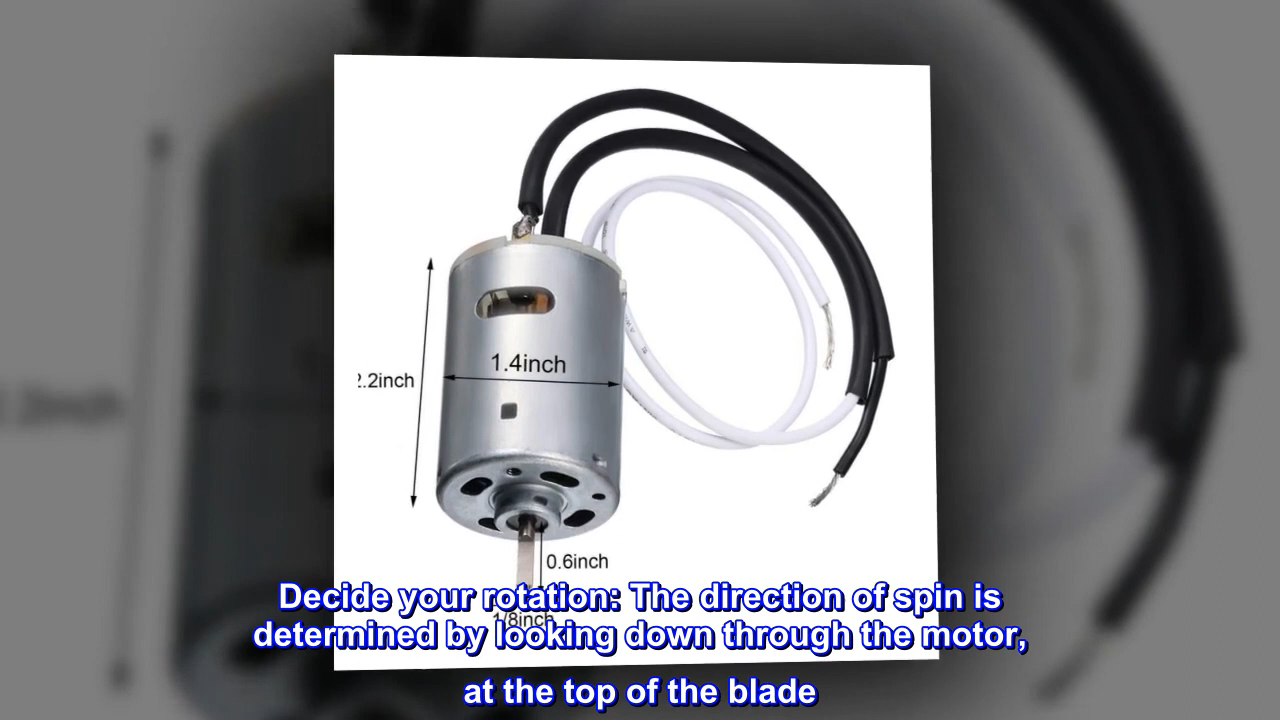 1.4inch
.2inch
0.6inch
1/8inch
Decide your rotation: The direction of spin is
determined by looking down through the motor,
at the top of the blade